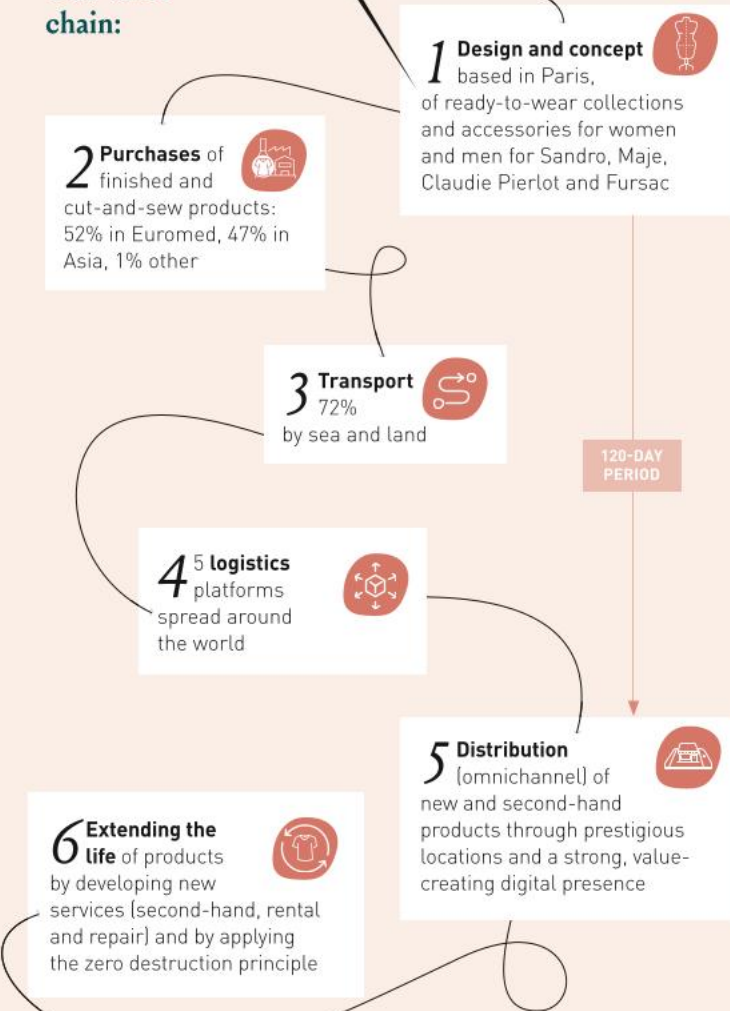 chain:
1 Design and concept
based in Paris,
of ready-to-wear collections
and accessories for women
and men for Sandro, Maje,
Claudie Pierlot and Fursac
2 Purchases of
finished and
cut-and-sew products:
52% in Euromed, 47% in
Asia, 1% other
3 Transport
72%
by sea and land
120-DAY
PERIOD
4 5 logistics
platforms
spread around
the world
5 Distribution
(omnichannel) of
new and second-hand
products through prestigious
locations and a strong, value-
creating digital presence
6 Extending the
life of products
by developing new
services (second-hand, rental
and repair) and by applying
the zero destruction principle